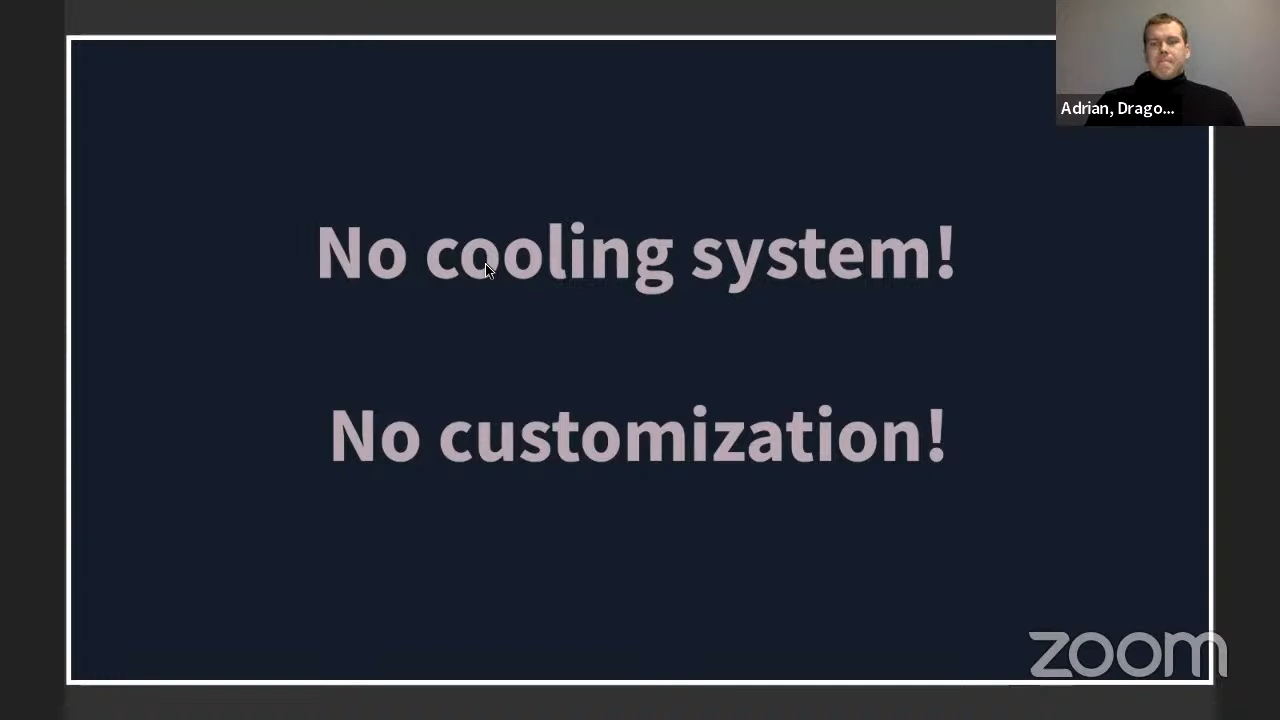 Adrian, Drago...
No cooling system!
No customization!
zoom